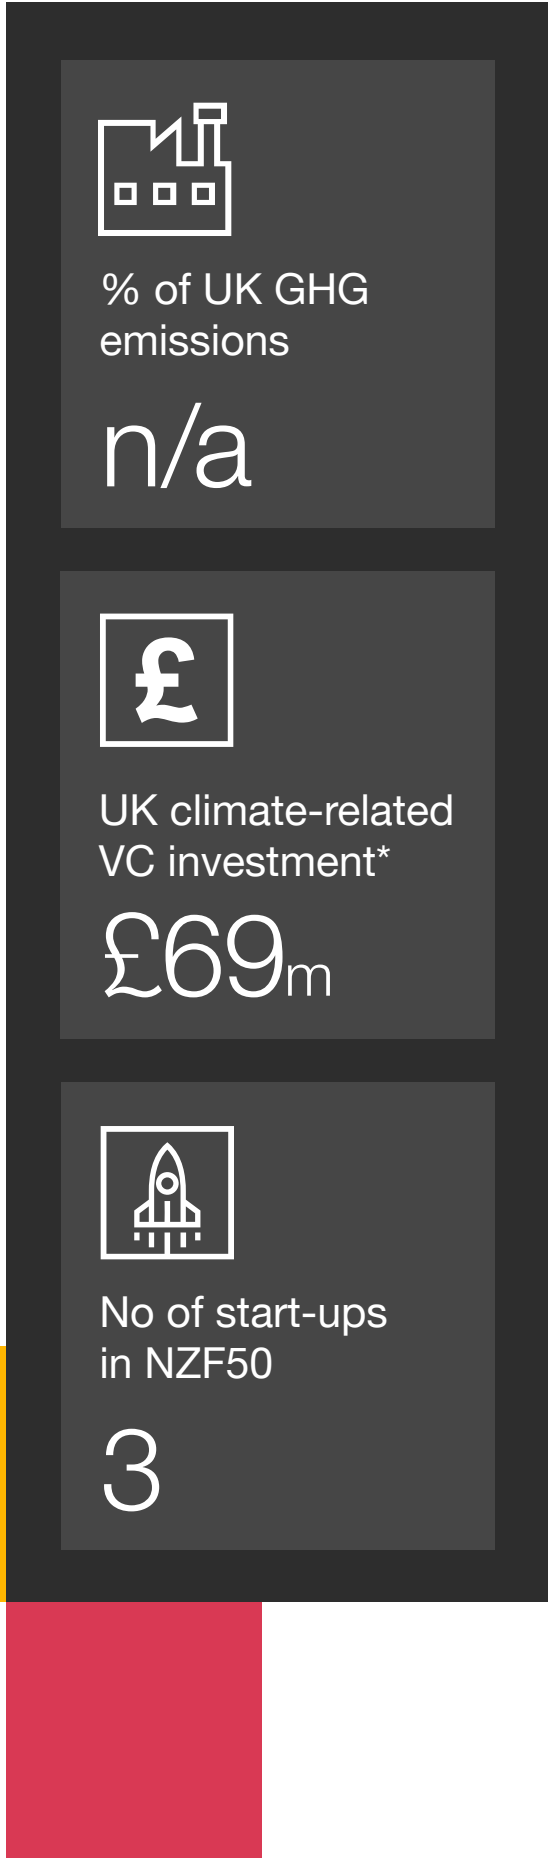 % of UK GHG
emissions
n/a
£
UK climate-related
VC investment*
£69m
No of start-ups
in NZF50
3